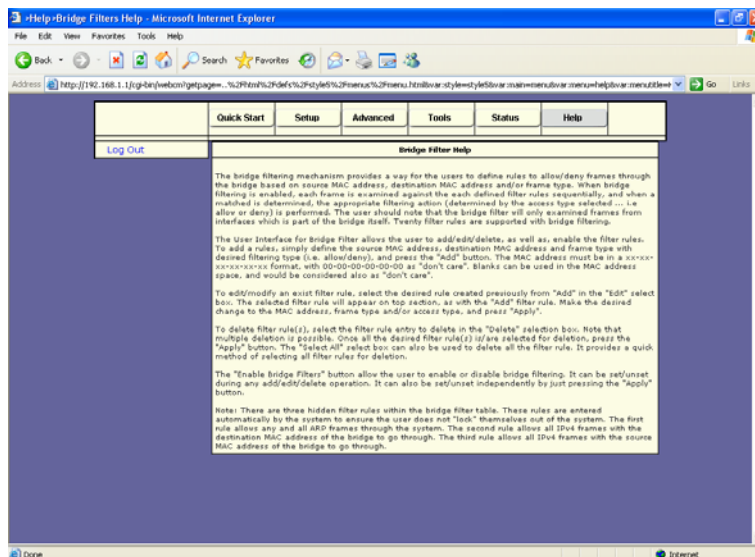 ›Help›Bridge Filters Help - Microsoft Internet Explorer
File Edit View Favorites Tools Help
Back Search Favorites
Address http://192.168.1.1/cgi-bin/webcm?getpage=..%2Fhtml%2Fdefs%2Fstyle5%2Fmenus%2Fmenu.html&var:style=style5&var:main=menu&var:menu=help&var:menutitle= Go Links
Quick Start Setup Advanced Tools Status Help
Log Out
Bridge Filter Help
The bridge filtering mechanism provides a way for the users to define rules to allow/deny frames through
the bridge based on source MAC address, destination MAC address and/or frame type. When bridge
filtering is enabled, each frame is examined against the each defined filter rules sequentially, and when a
matched is determined, the appropriate filtering action (determined by the access type selected ... i.e
allow or deny) is performed. The user should note that the bridge filter will only examined frames from
interfaces which is part of the bridge itself. Twenty filter rules are supported with bridge filtering.
The User Interface for Bridge Filter allows the user to add/edit/delete, as well as, enable the filter rules.
To add a rules, simply define the source MAC address, destination MAC address and frame type with
desired filtering type (i.e. allow/deny), and press the "Add" button. The MAC address must be in a xx-xx-
xx-xx-xx-xx format, with 00-00-00-00-00-00 as "don't care". Blanks can be used in the MAC address
space, and would be considered also as "don't care".
To edit/modify an exist filter rule, select the desired rule created previously from "Add" in the "Edit" select
box. The selected filter rule will appear on top section, as with the "Add" filter rule. Make the desired
change to the MAC address, frame type and/or access type, and press "Apply".
To delete filter rule(s), select the filter rule entry to delete in the "Delete" selection box. Note that
multiple deletion is possible. Once all the desired filter rule(s) is/are selected for deletion, press the
"Apply" button. The "Select All" select box can also be used to delete all the filter rule. It provides a quick
method of selecting all filter rules for deletion.
The "Enable Bridge Filters" button allow the user to enable or disable bridge filtering. It can be set/unset
during any add/edit/delete operation. It can also be set/unset independently by just pressing the "Apply"
button.
Note: There are three hidden filter rules within the bridge filter table. These rules are entered
automatically by the system to ensure the user does not "lock" themselves out of the system. The first
rule allows any and all ARP frames through the system. The second rule allows all IPv4 frames with the
destination MAC address of the bridge to go through. The third rule allows all IPv4 frames with the source
MAC address of the bridge to go through.
Done Internet